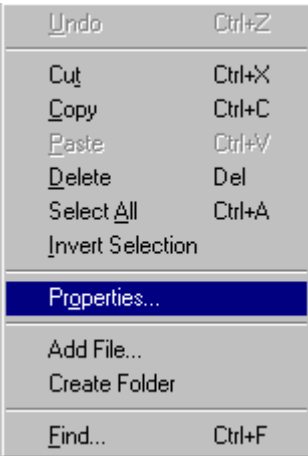 Undo Ctrl+Z
Cut Ctrl+X
Copy Ctrl+C
Paste Ctrl+V
Delete Del
Select All Ctrl+A
Invert Selection
Properties...
Add File...
Create Folder
Find... Ctrl+F